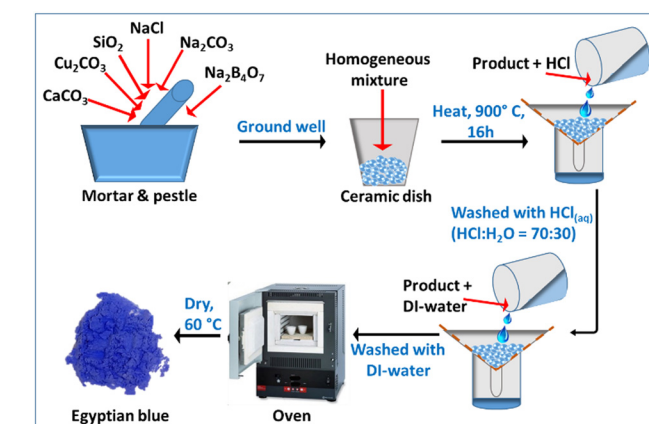 NaCl
SiO₂
Na₂CO₃
Cu₂CO₃
Na₂B₄O₇
CaCO₃
Mortar & pestle
Ground well
Homogeneous
mixture
Ceramic dish
Heat, 900° C,
16h
Product + HCl
Washed with HCl₍aq₎
(HCl:H₂O = 70:30)
Product +
DI-water
Washed with
DI-water
Oven
Dry,
60 °C
Egyptian blue